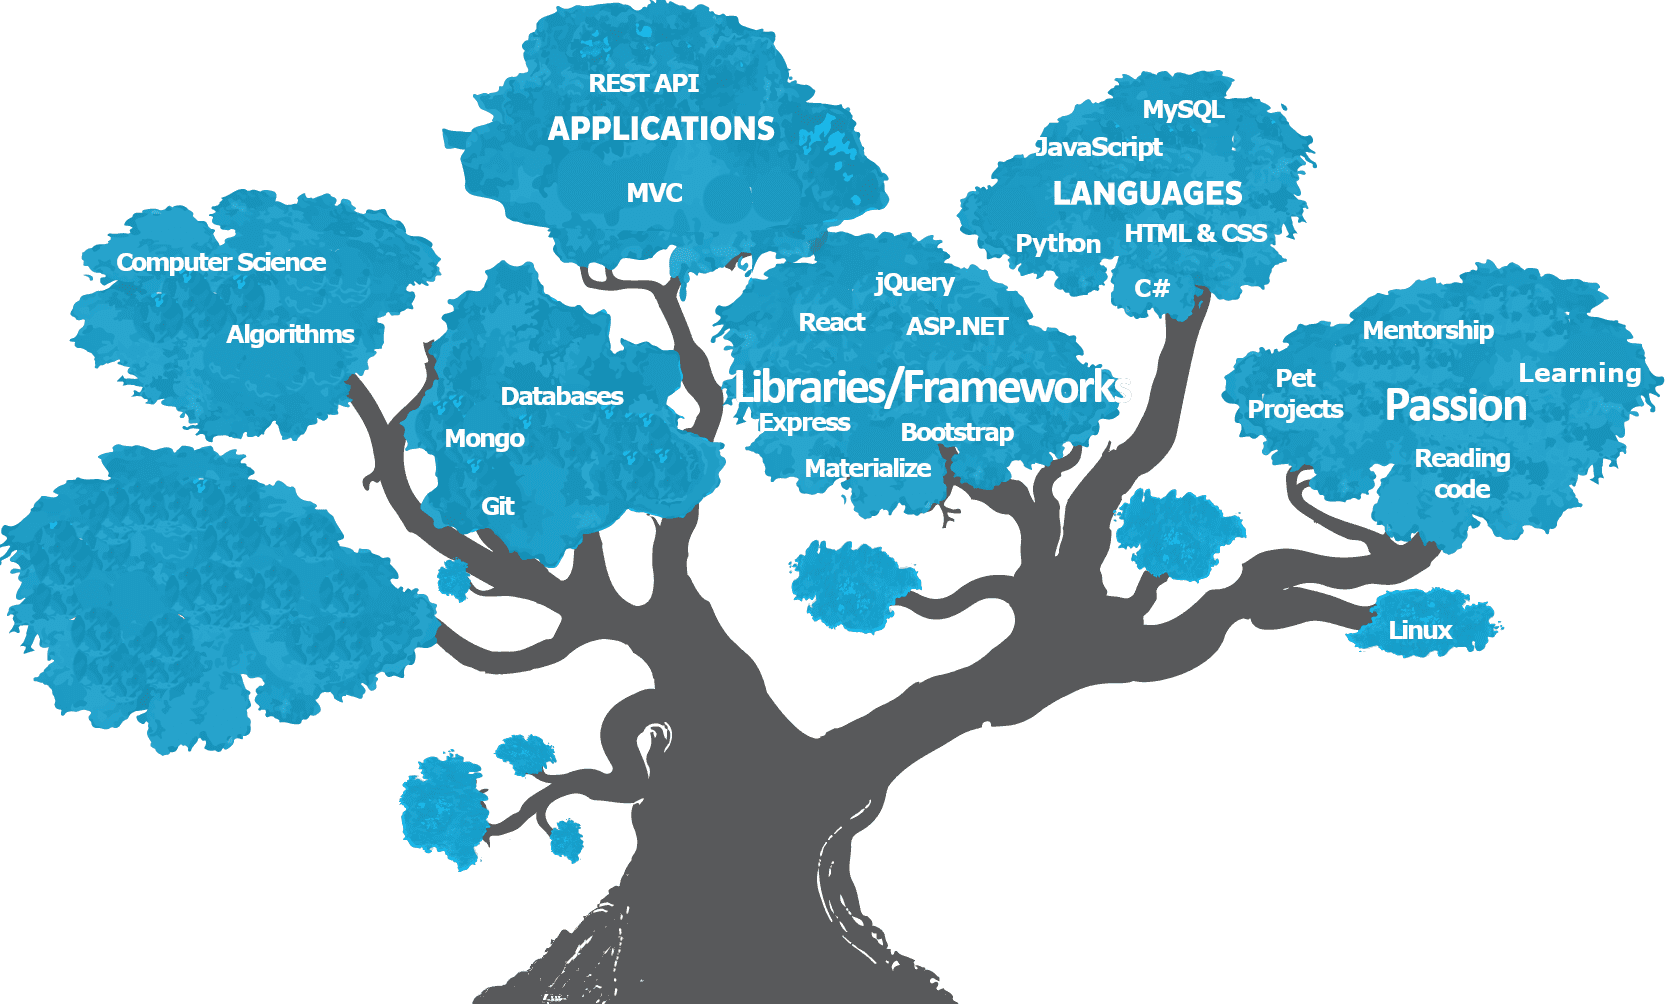 REST API
APPLICATIONS
MVC
MySQL
JavaScript
LANGUAGES
HTML & CSS
Python
C#
Computer Science
Algorithms
Databases
Mongo
Git
jQuery
React
ASP.NET
Libraries/Frameworks
Express
Bootstrap
Materialize
Mentorship
Learning
Pet
Projects
Passion
Reading
code
Linux